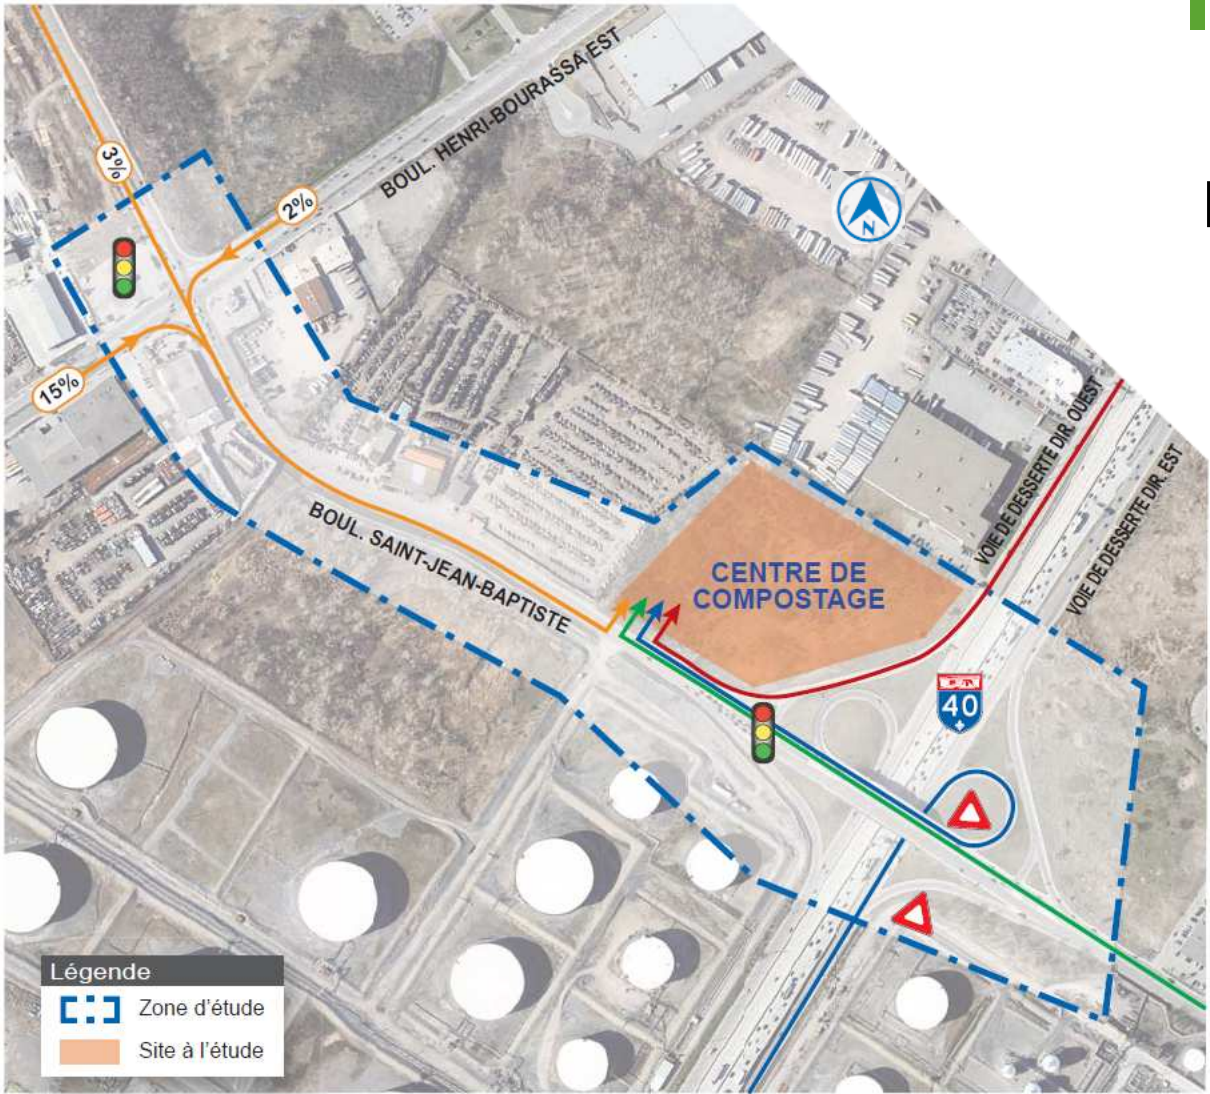 BOUL. HENRI-BOURASSA EST
3%
2%
N
15%
VOIE DE DESSERTE DIR. OUEST
VOIE DE DESSERTE DIR. EST
BOUL. SAINT-JEAN-BAPTISTE
CENTRE DE
COMPOSTAGE
40
Légende
Zone d'étude
Site à l'étude